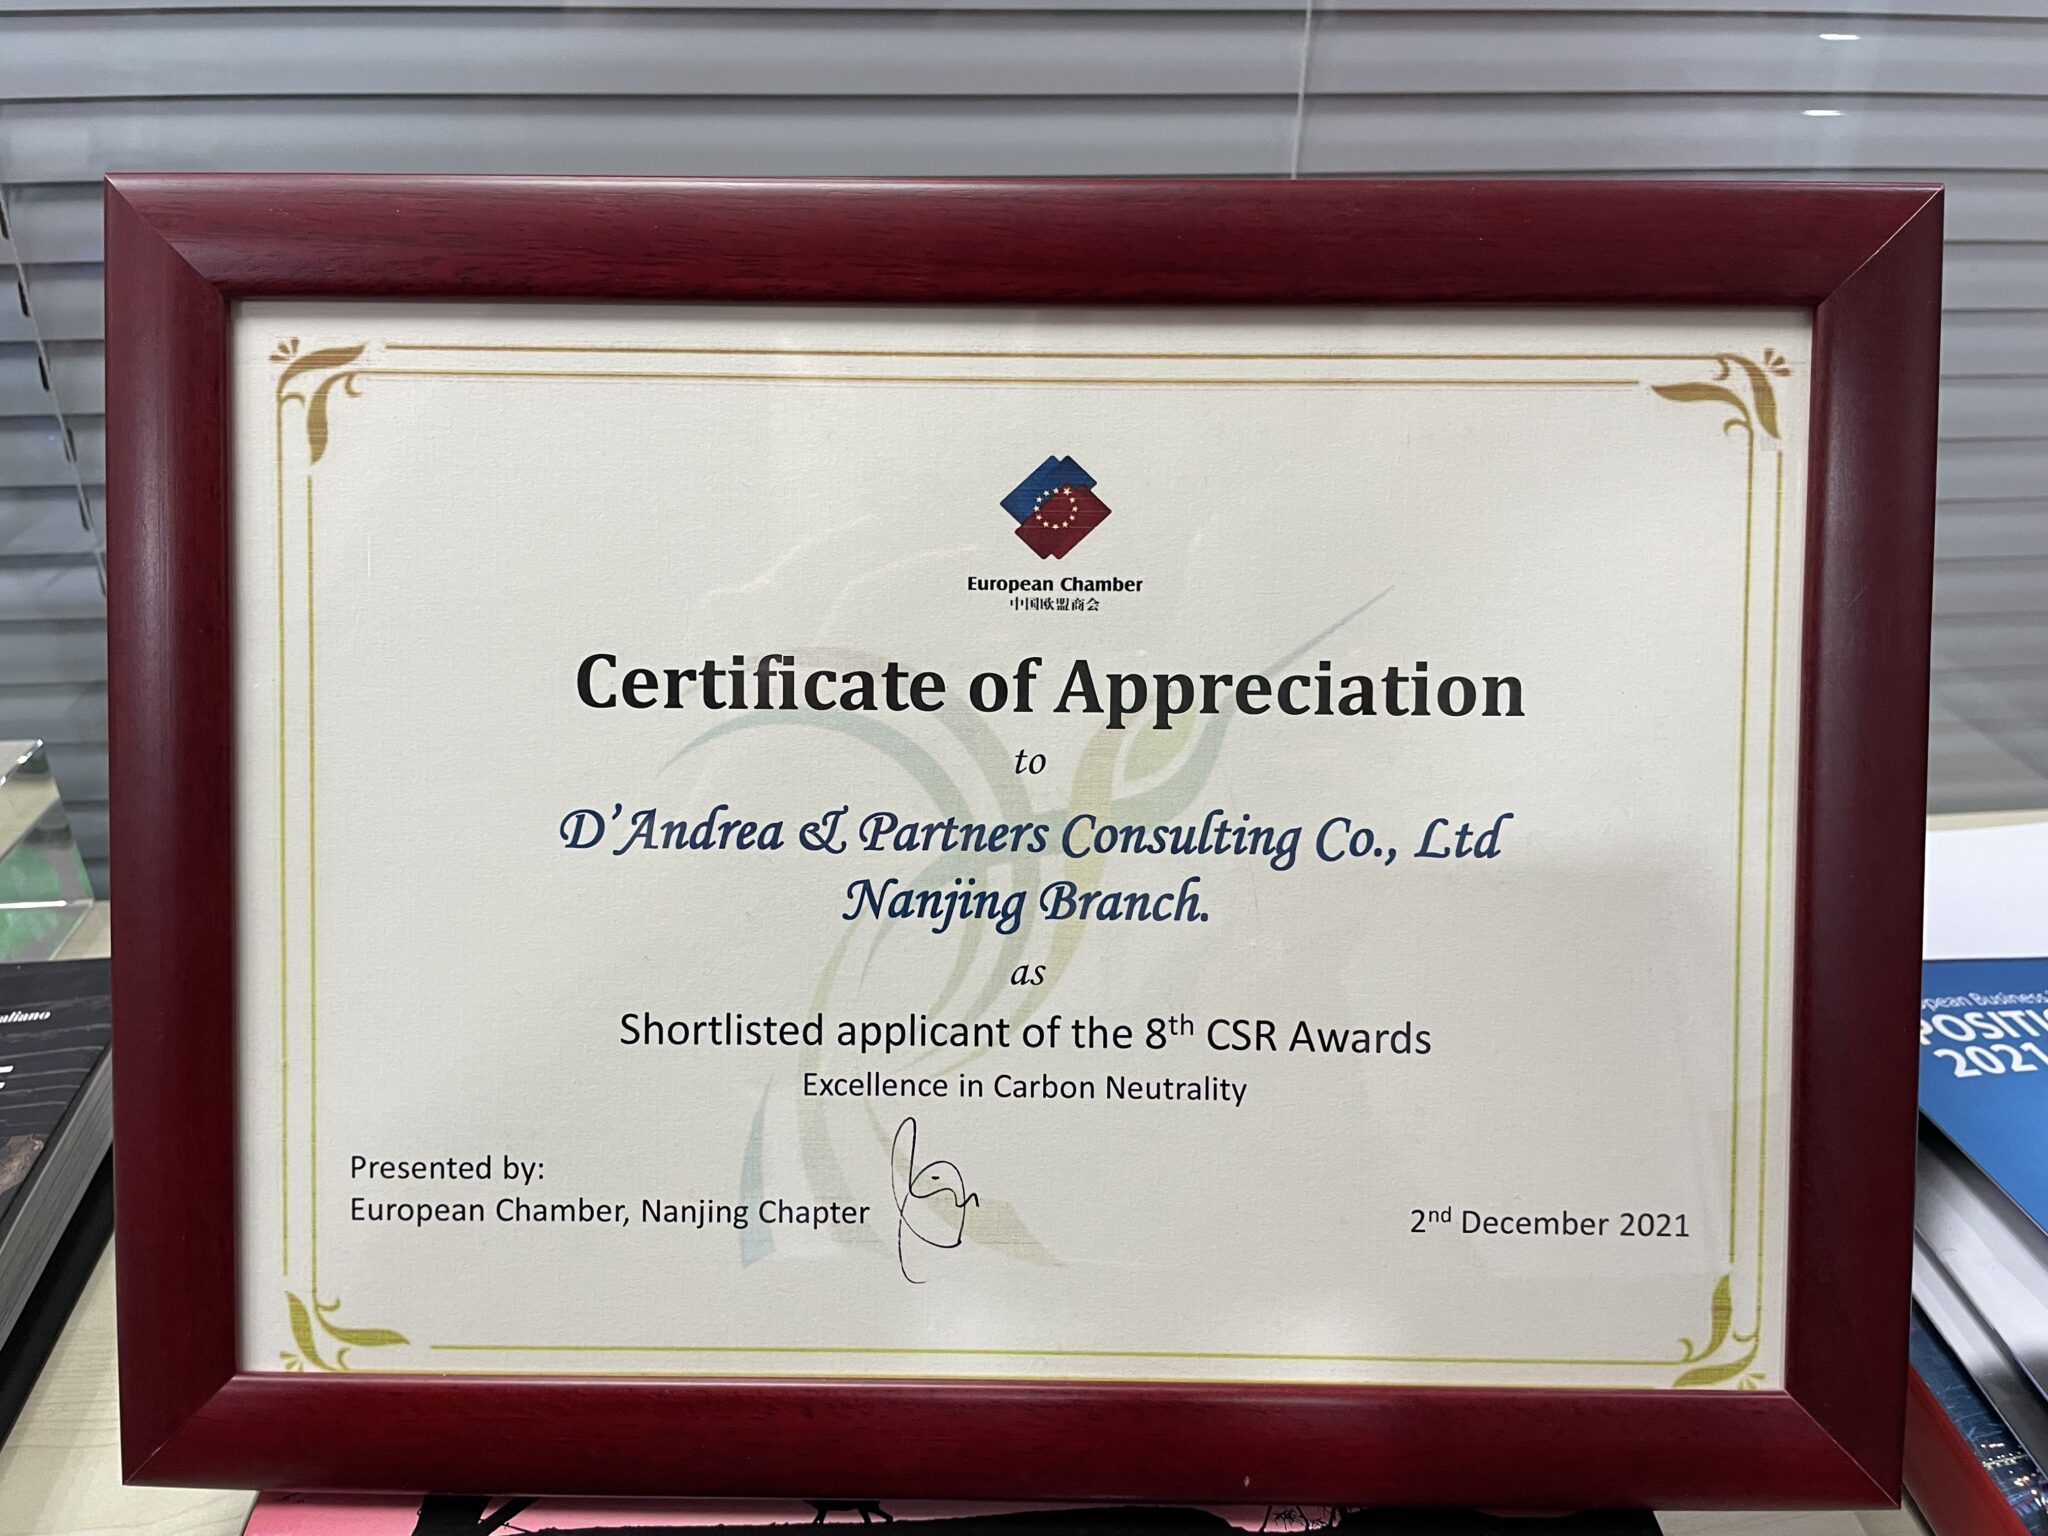 European Chamber
中国欧盟商会
Certificate of Appreciation
to
D'Andrea & Partners Consulting Co., Ltd
Nanjing Branch.
as
Shortlisted applicant of the 8th CSR Awards
Excellence in Carbon Neutrality
Presented by:
European Chamber, Nanjing Chapter
2nd December 2021
Business
2021